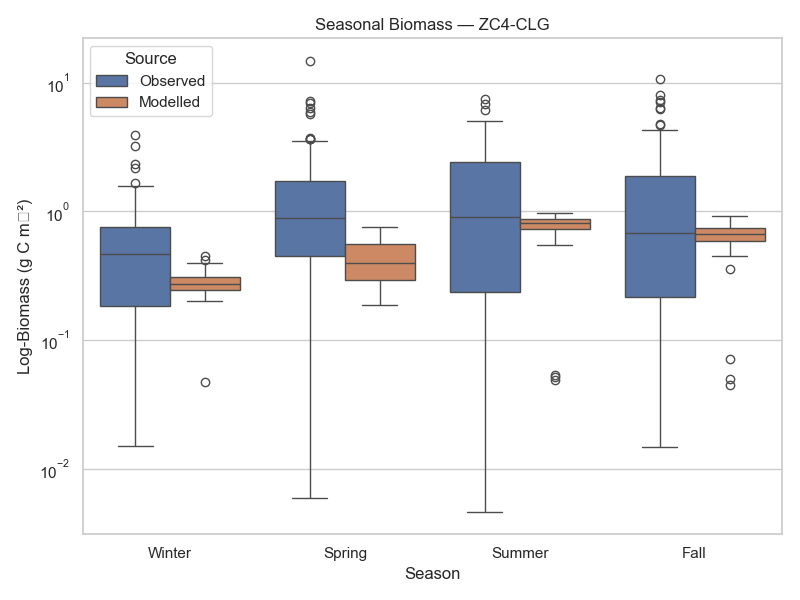 Seasonal Biomass — ZC4-CLG
Source
Observed
Modelled
Log-Biomass (g C m□²)
10¹
10⁰
10⁻¹
10⁻²
Winter Spring Summer Fall
Season